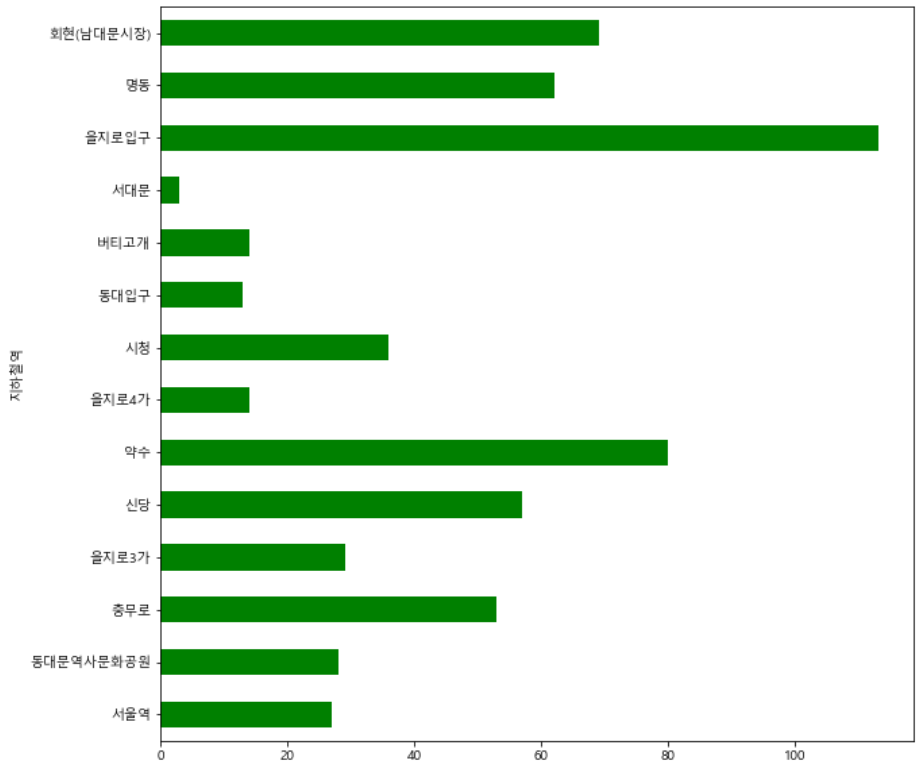 회현(남대문시장)
명동
을지로입구
서대문
버티고개
동대입구
시청
을지로4가
약수
신당
을지로3가
충무로
동대문역사문화공원
서울역
지하철역
0 20 40 60 80 100